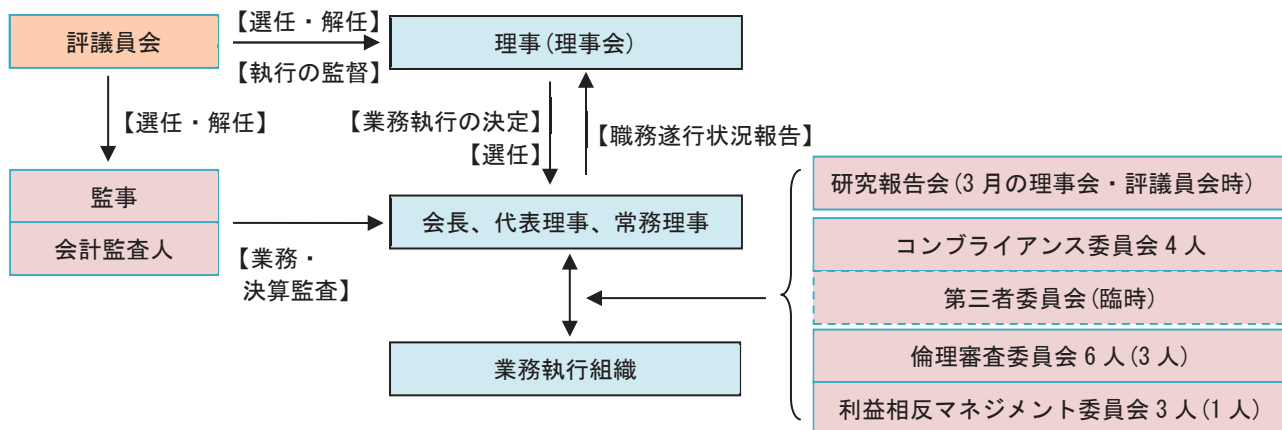 評議員会
【選任・解任】
【執行の監督】
理事(理事会)
【選任・解任】
【業務執行の決定】
【選任】
【職務遂行状況報告】
監事
会計監査人
【業務・
決算監査】
会長、代表理事、常務理事
業務執行組織
研究報告会(3月の理事会・評議員会時)
コンブライアンス委員会4人
第三者委員会(臨時)
倫理審査委員会6人(3人)
利益相反マネジメント委員会3人(1人)